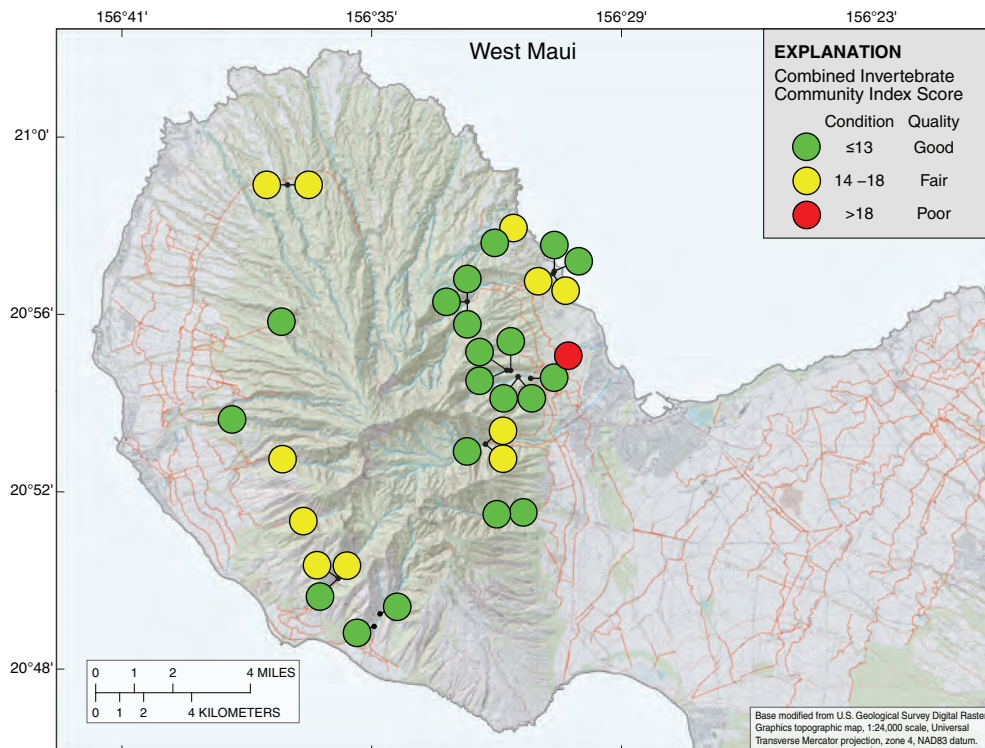 156°41' 156°35' 156°29' 156°23'
West Maui
EXPLANATION
Combined Invertebrate
Community Index Score
Condition Quality
≤13 Good
14 –18 Fair
>18 Poor
21°0'
20°56'
20°52'
20°48'
0 1 2 4 MILES
0 1 2 4 KILOMETERS
Base modified from U.S. Geological Survey Digital Raster
Graphics topographic map, 1:24,000 scale, Universal
Transverse Mercator projection, zone 4, NAD83 datum.